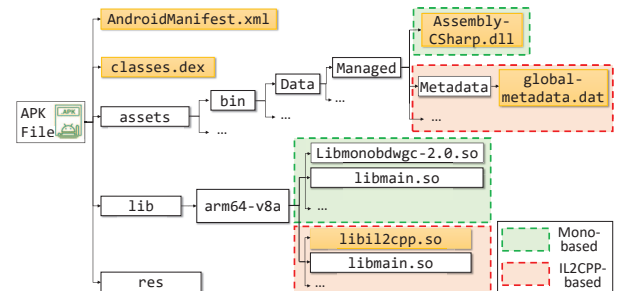 AndroidManifest.xml
Assembly-
CSharp.dll
classes.dex
Managed
Data
Metadata
global-
metadata.dat
bin
...
...
...
...
APK
File
.APK
assets
Libmonobdwgc-2.0.so
libmain.so
...
lib
arm64-v8a
libil2cpp.so
libmain.so
...
res
Mono-
based
IL2CPP-
based